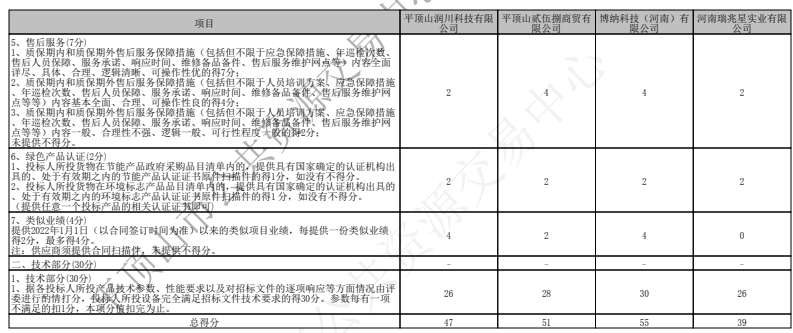 项目 平顶山润川科技有限公司 平顶山贰伍捌商贸有限公司 博纳科技（河南）有限公司 河南瑞兆星实业有限公司
5、售后服务(7分)
1、质保期内和质保期外售后服务保障措施（包括但不限于应急保障措施、年巡检次数、
售后人员保障、服务承诺、响应时间、维修备品备件、售后服务维护网点等）内容全面
详尽、具体、合理、逻辑清晰、可操作性优的得7分；
2、质保期内和质保期外售后服务保障措施（包括但不限于人员培训方案、应急保障措施
、年巡检次数、售后人员保障、服务承诺、响应时间、维修备品备件、售后服务维护网
点等等）内容基本全面、合理、可操作性良的得4分；
3、质保期内和质保期外售后服务保障措施（包括但不限于人员培训方案、应急保障措施
、年巡检次数、售后人员保障、服务承诺、响应时间、维修备品备件、售后服务维护网
点等等）内容一般、合理性不强、逻辑一般、可行性程度一般的得2分；
未提供不得分。
2 4 4 2
6、绿色产品认证(2分)
1、投标人所投货物在节能产品政府采购品目清单内的，提供具有国家确定的认证机构出
具的、处于有效期之内的节能产品认证证书原件扫描件的得1分，如没有不得分。
2、投标人所投货物在环境标志产品品目清单内的，提供具有国家确定的认证机构出具的
、处于有效期之内的环境标志产品认证证书原件扫描件的得1 分，如没有不得分。
(提供任意一个投标产品的相关认证证书即可)
2 2 2 2
7、类似业绩(4分)
提供2022年1月1日（以合同签订时间为准）以来的类似项目业绩，每提供一份类似业绩
得2分，最多得4分。
注：供应商须提供合同扫描件，未提供不得分。
4 2 4 0
二、技术部分(30分) - - - -
1、技术部分(30分)
1、据各投标人所投产品技术参数、性能要求以及对招标文件的逐项响应等方面情况由评
委进行酌情打分，投标人所投设备完全满足招标文件技术要求的得30分。参数每有一项
不满足的扣1分，本项分值扣完为止。
26 28 30 26
总得分 47 51 55 39
平顶山市公共资源交易中心
公共资源交易中心